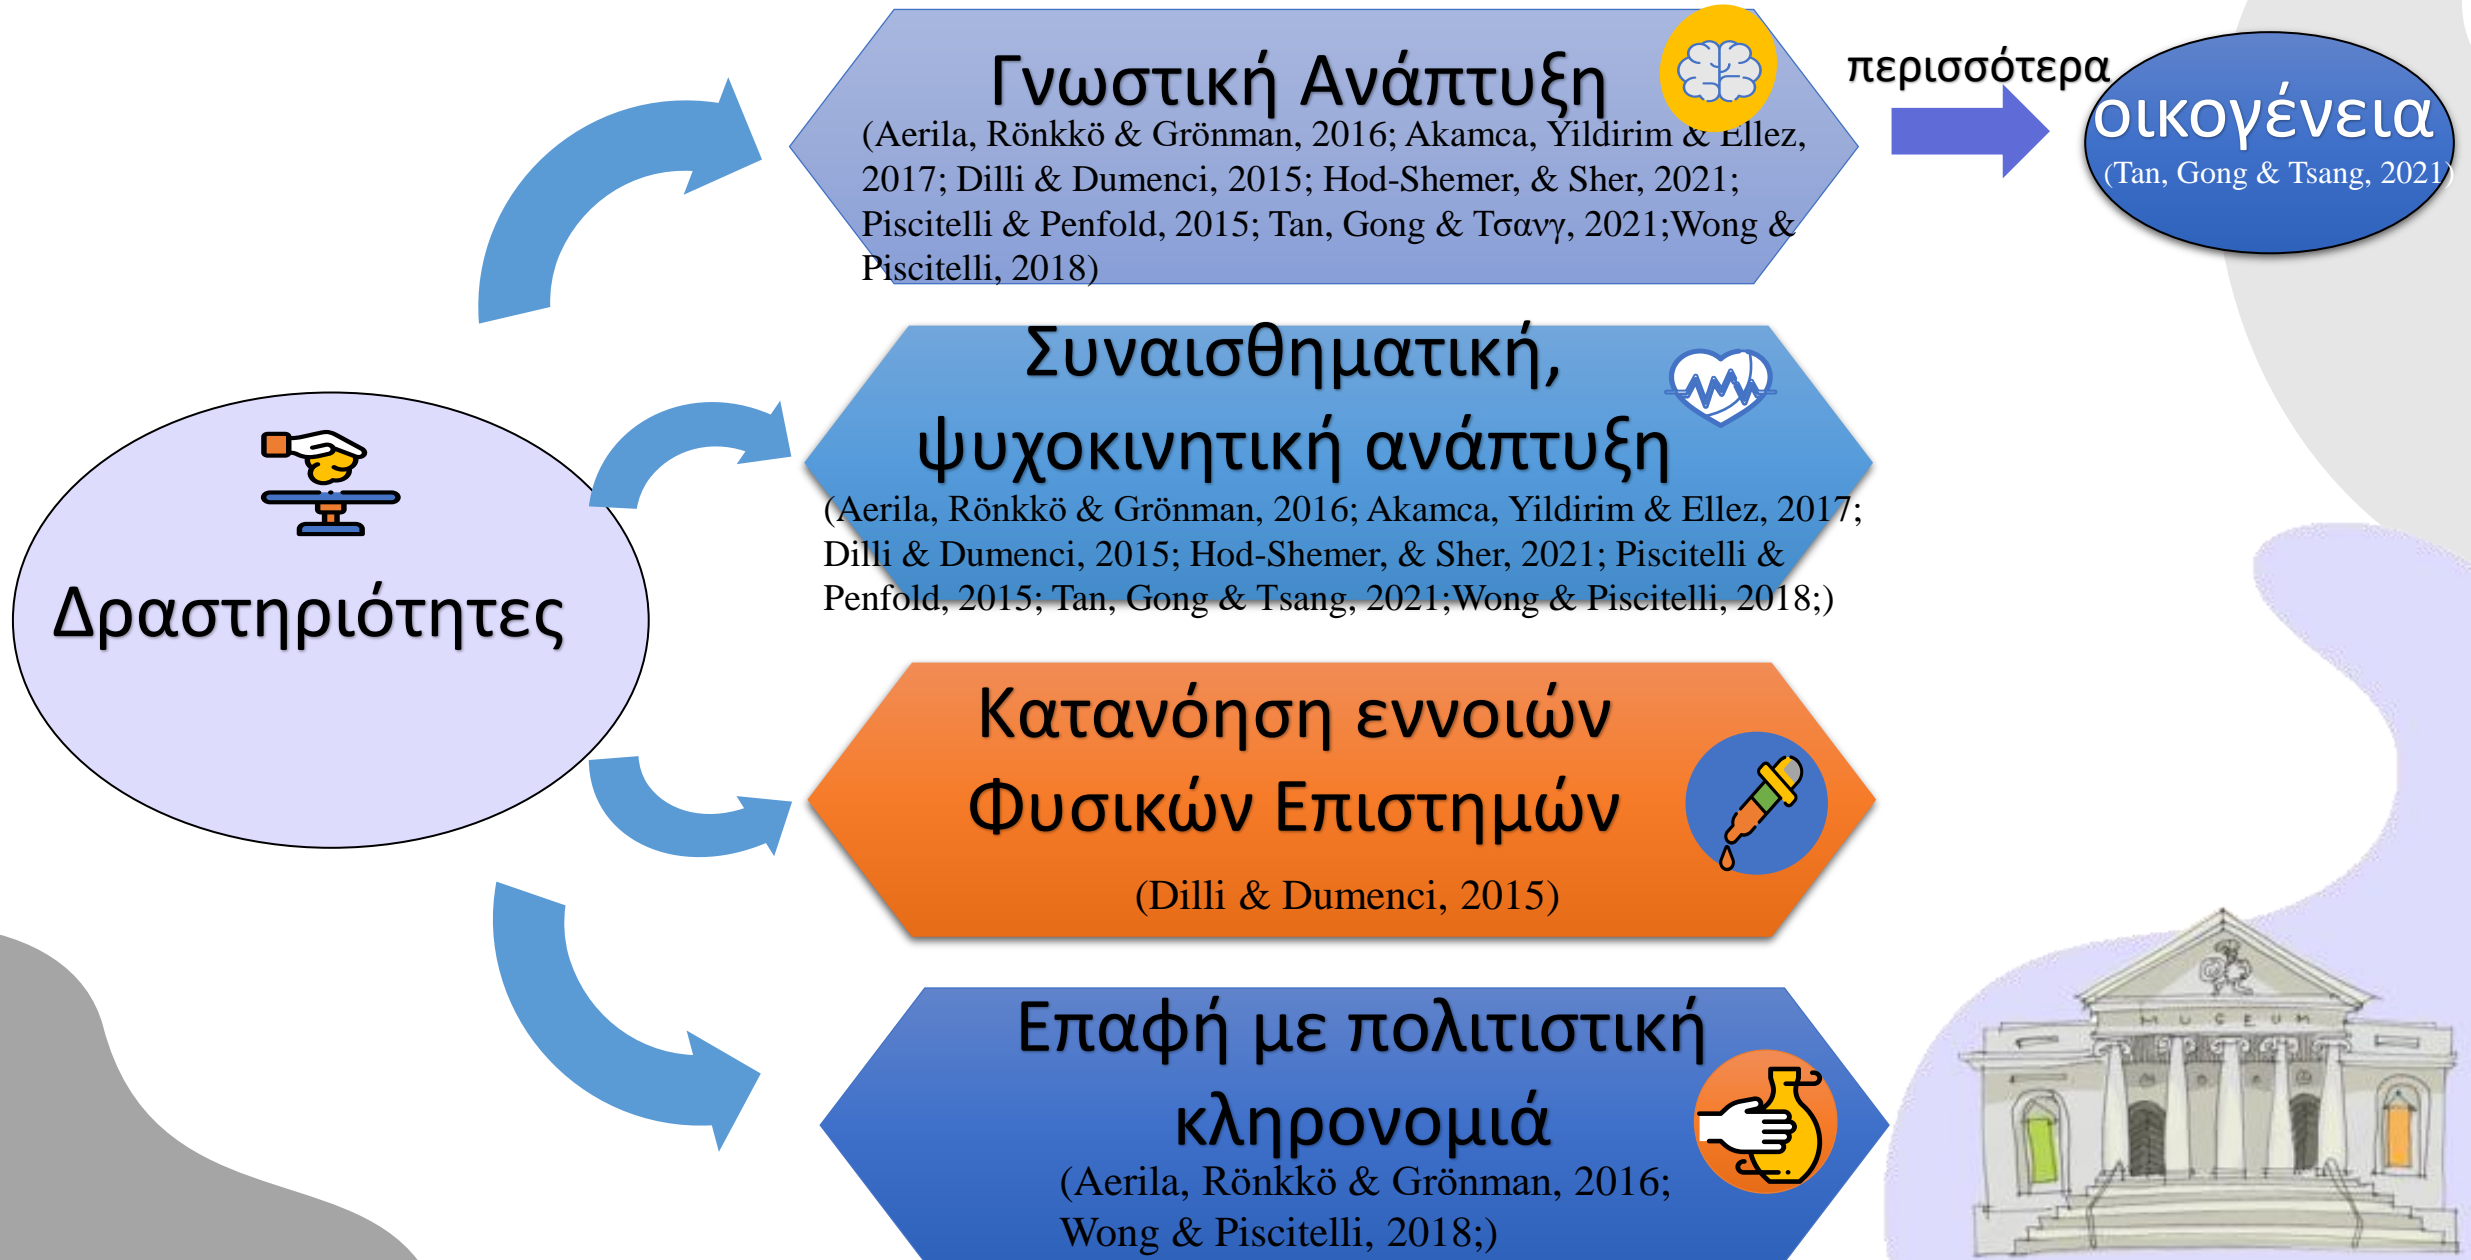 Γνωστική Ανάπτυξη
(Aerila, Rönkkö & Grönman, 2016; Akamca, Yildirim & Ellez,
2017; Dilli & Dumenci, 2015; Hod-Shemer, & Sher, 2021;
Piscitelli & Penfold, 2015; Tan, Gong & Τσανγ, 2021;Wong &
Piscitelli, 2018)
περισσότερα
οικογένεια
(Tan, Gong & Tsang, 2021)
Συναισθηματική,
ψυχοκινητική ανάπτυξη
(Aerila, Rönkkö & Grönman, 2016; Akamca, Yildirim & Ellez, 2017;
Dilli & Dumenci, 2015; Hod-Shemer, & Sher, 2021; Piscitelli &
Penfold, 2015; Tan, Gong & Tsang, 2021;Wong & Piscitelli, 2018;)
Δραστηριότητες
Κατανόηση εννοιών
Φυσικών Επιστημών
(Dilli & Dumenci, 2015)
Επαφή με πολιτιστική
κληρονομιά
(Aerila, Rönkkö & Grönman, 2016;
Wong & Piscitelli, 2018;)
MUSEUM